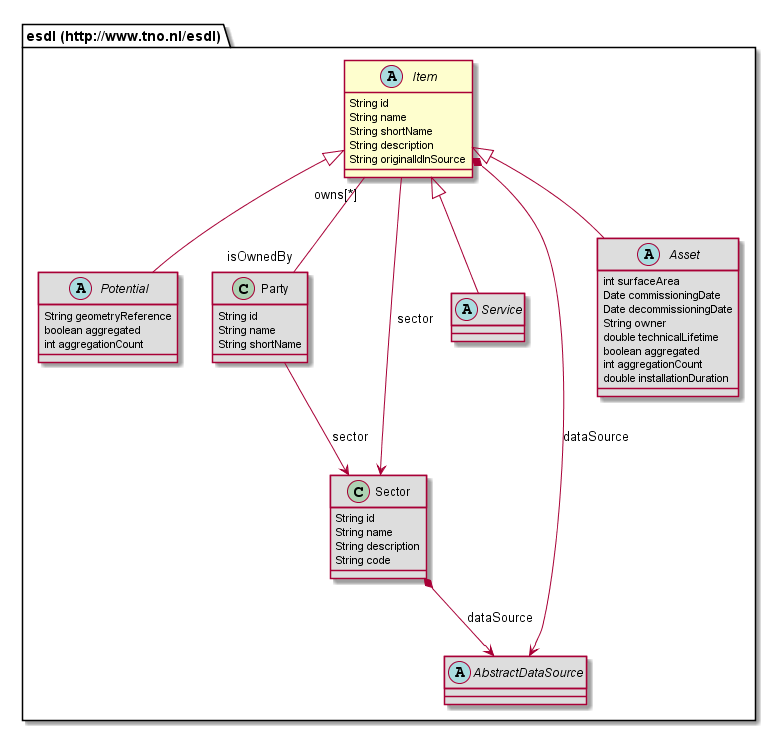 esdl (http://www.tno.nl/esdl)
A Item
String id
String name
String shortName
String description
String originalIdInSource
owns[*]
isOwnedBy
A Potential
String geometryReference
boolean aggregated
int aggregationCount
C Party
String id
String name
String shortName
sector
A Service
A Asset
int surfaceArea
Date commissioningDate
Date decommissioningDate
String owner
double technicalLifetime
boolean aggregated
int aggregationCount
double installationDuration
sector
dataSource
C Sector
String id
String name
String description
String code
dataSource
A AbstractDataSource